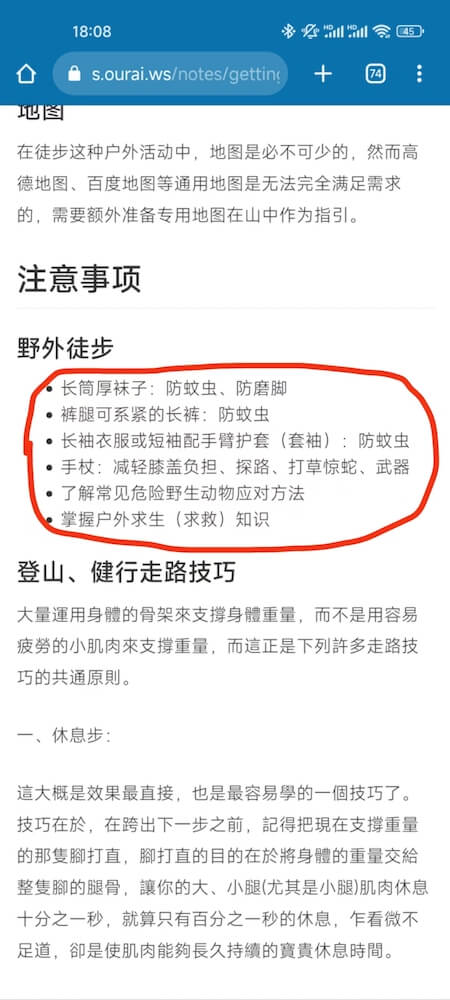 18:08
HD HD 45
s.ourai.ws/notes/getting
74
地图
在徒步这种户外活动中，地图是必不可少的，然而高
德地图、百度地图等通用地图是无法完全满足需求
的，需要额外准备专用地图在山中作为指引。
注意事项
野外徒步
• 长筒厚袜子：防蚊虫、防磨脚
• 裤腿可系紧的长裤：防蚊虫
• 长袖衣服或短袖配手臂护套（套袖）：防蚊虫
• 手杖：减轻膝盖负担、探路、打草惊蛇、武器
• 了解常见危险野生动物应对方法
• 掌握户外求生（求救）知识
登山、健行走路技巧
大量運用身體的骨架來支撐身體重量，而不是用容易
疲勞的小肌肉來支撐重量，而這正是下列許多走路技
巧的共通原則。
一、休息步：
這大概是效果最直接，也是最容易學的一個技巧了。
技巧在於，在跨出下一步之前，記得把現在支撐重量
的那隻腳打直，腳打直的目的在於將身體的重量交給
整隻腳的腿骨，讓你的大、小腿(尤其是小腿)肌肉休息
十分之一秒，就算只有百分之一秒的休息，乍看微不
足道，卻是使肌肉能夠長久持續的寶貴休息時間。